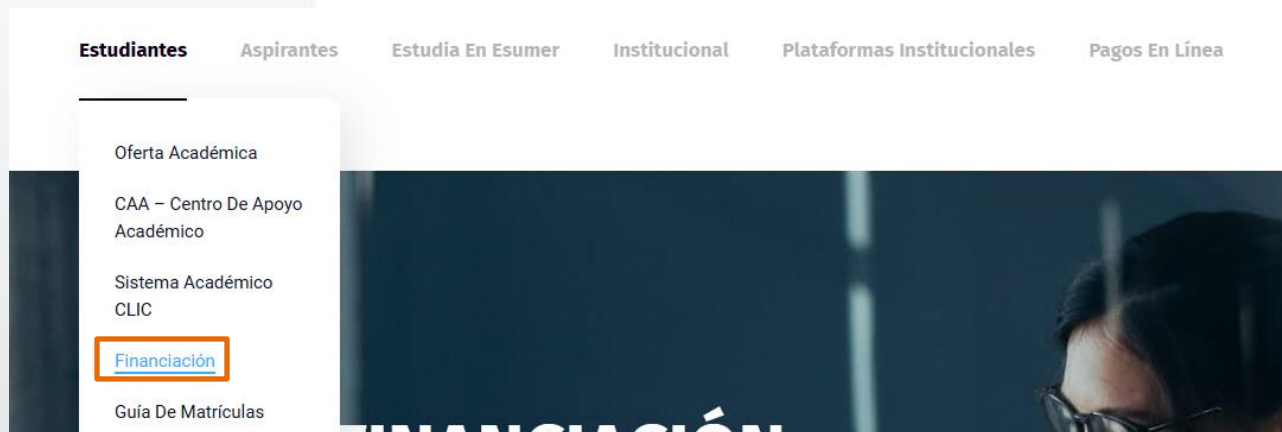 Estudiantes Aspirantes Estudia En Esumer Institucional Plataformas Institucionales Pagos En Línea
Oferta Académica
CAA – Centro De Apoyo
Académico
Sistema Académico
CLIC
Financiación
Guía De Matrículas
FINANCIACIÓN